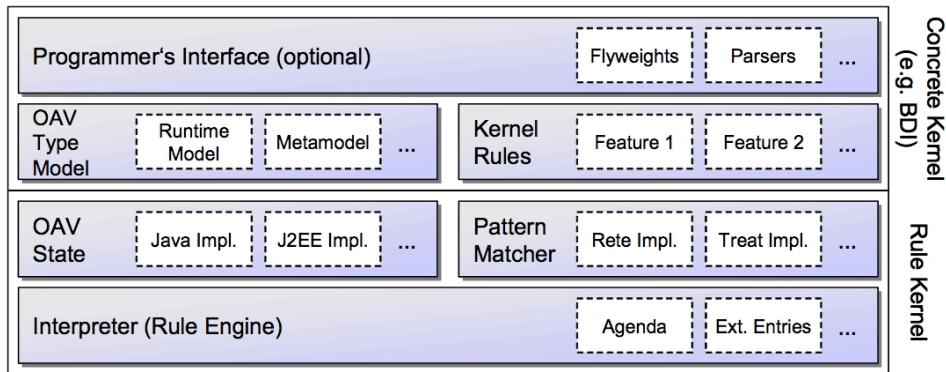 Programmer‘s Interface (optional)
Flyweights
Parsers
...
OAV
Type
Model
Runtime
Model
Metamodel
...
Kernel
Rules
Feature 1
Feature 2
...
Concrete Kernel
(e.g. BDI)
OAV
State
Java Impl.
J2EE Impl.
...
Pattern
Matcher
Rete Impl.
Treat Impl.
...
Interpreter (Rule Engine)
Agenda
Ext. Entries
...
Rule Kernel